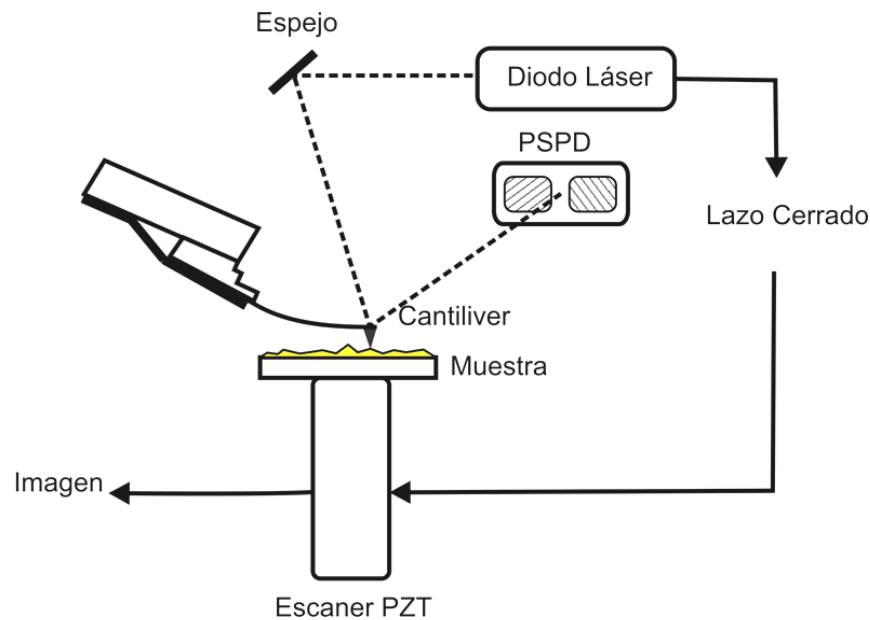 Espejo
Diodo Láser
PSPD
Lazo Cerrado
Cantiliver
Muestra
Imagen
Escaner PZT